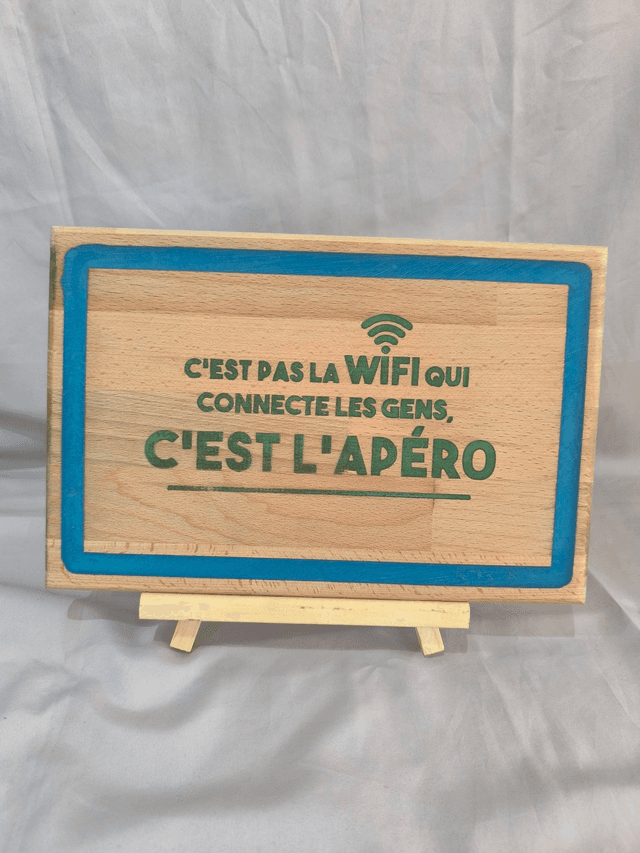 C'EST PAS LA WIFI QUI
CONNECTE LES GENS,
C'EST L'APÉRO